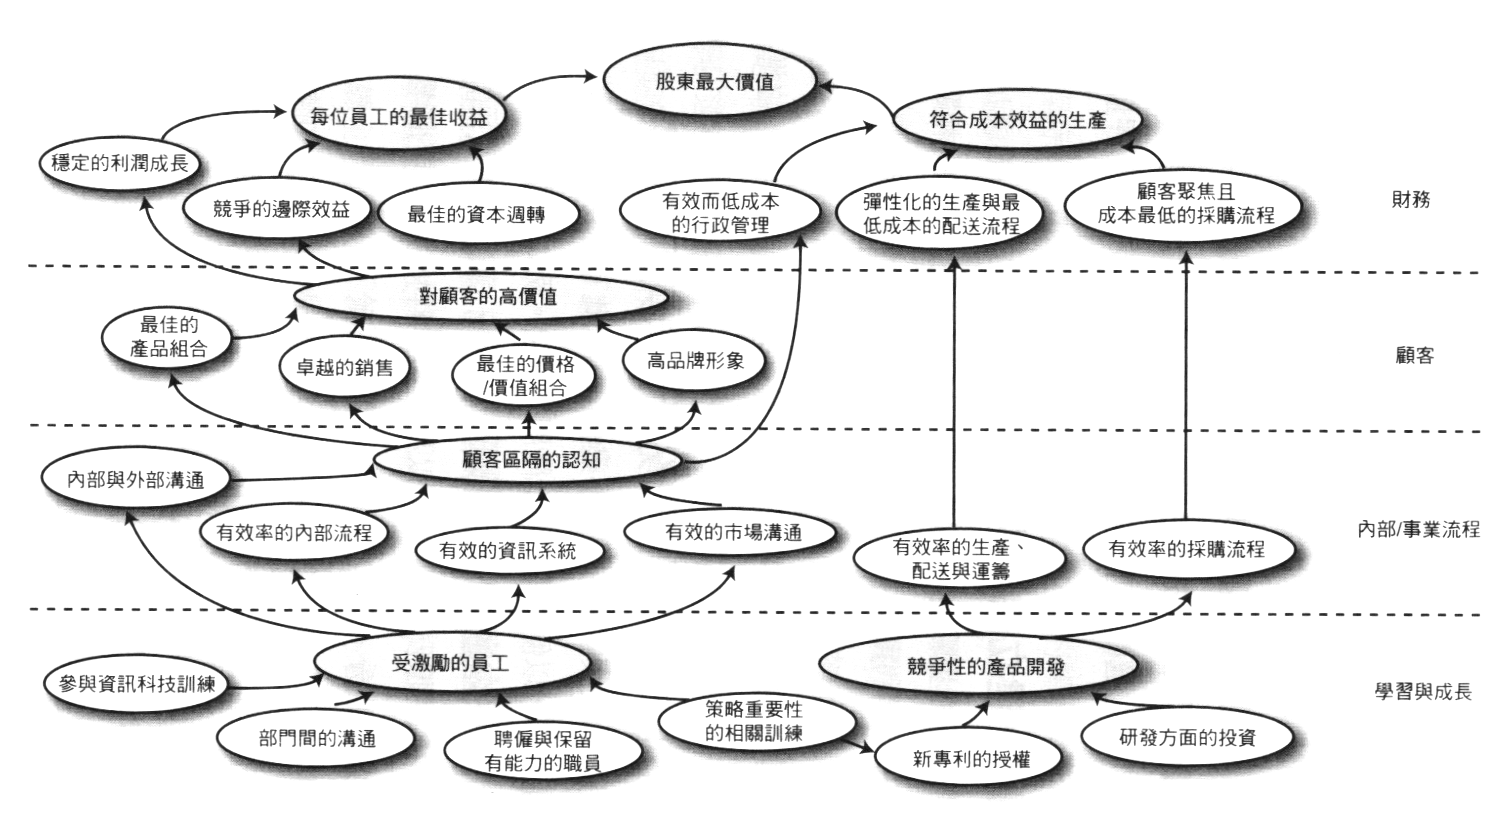 股東最大價值
每位員工的最佳收益
符合成本效益的生產
穩定的利潤成長
競爭的邊際效益
最佳的資本週轉
有效而低成本
的行政管理
彈性化的生產與最
低成本的配送流程
顧客聚焦且
成本最低的採購流程
財務
對顧客的高價值
最佳的
產品組合
卓越的銷售
最佳的價格
/價值組合
高品牌形象
顧客
顧客區隔的認知
內部與外部溝通
有效率的內部流程
有效的資訊系統
有效的市場溝通
有效率的生產、
配送與運籌
有效率的採購流程
內部/事業流程
受激勵的員工
競爭性的產品開發
參與資訊科技訓練
部門間的溝通
聘僱與保留
有能力的職員
策略重要性
的相關訓練
新專利的授權
研發方面的投資
學習與成長